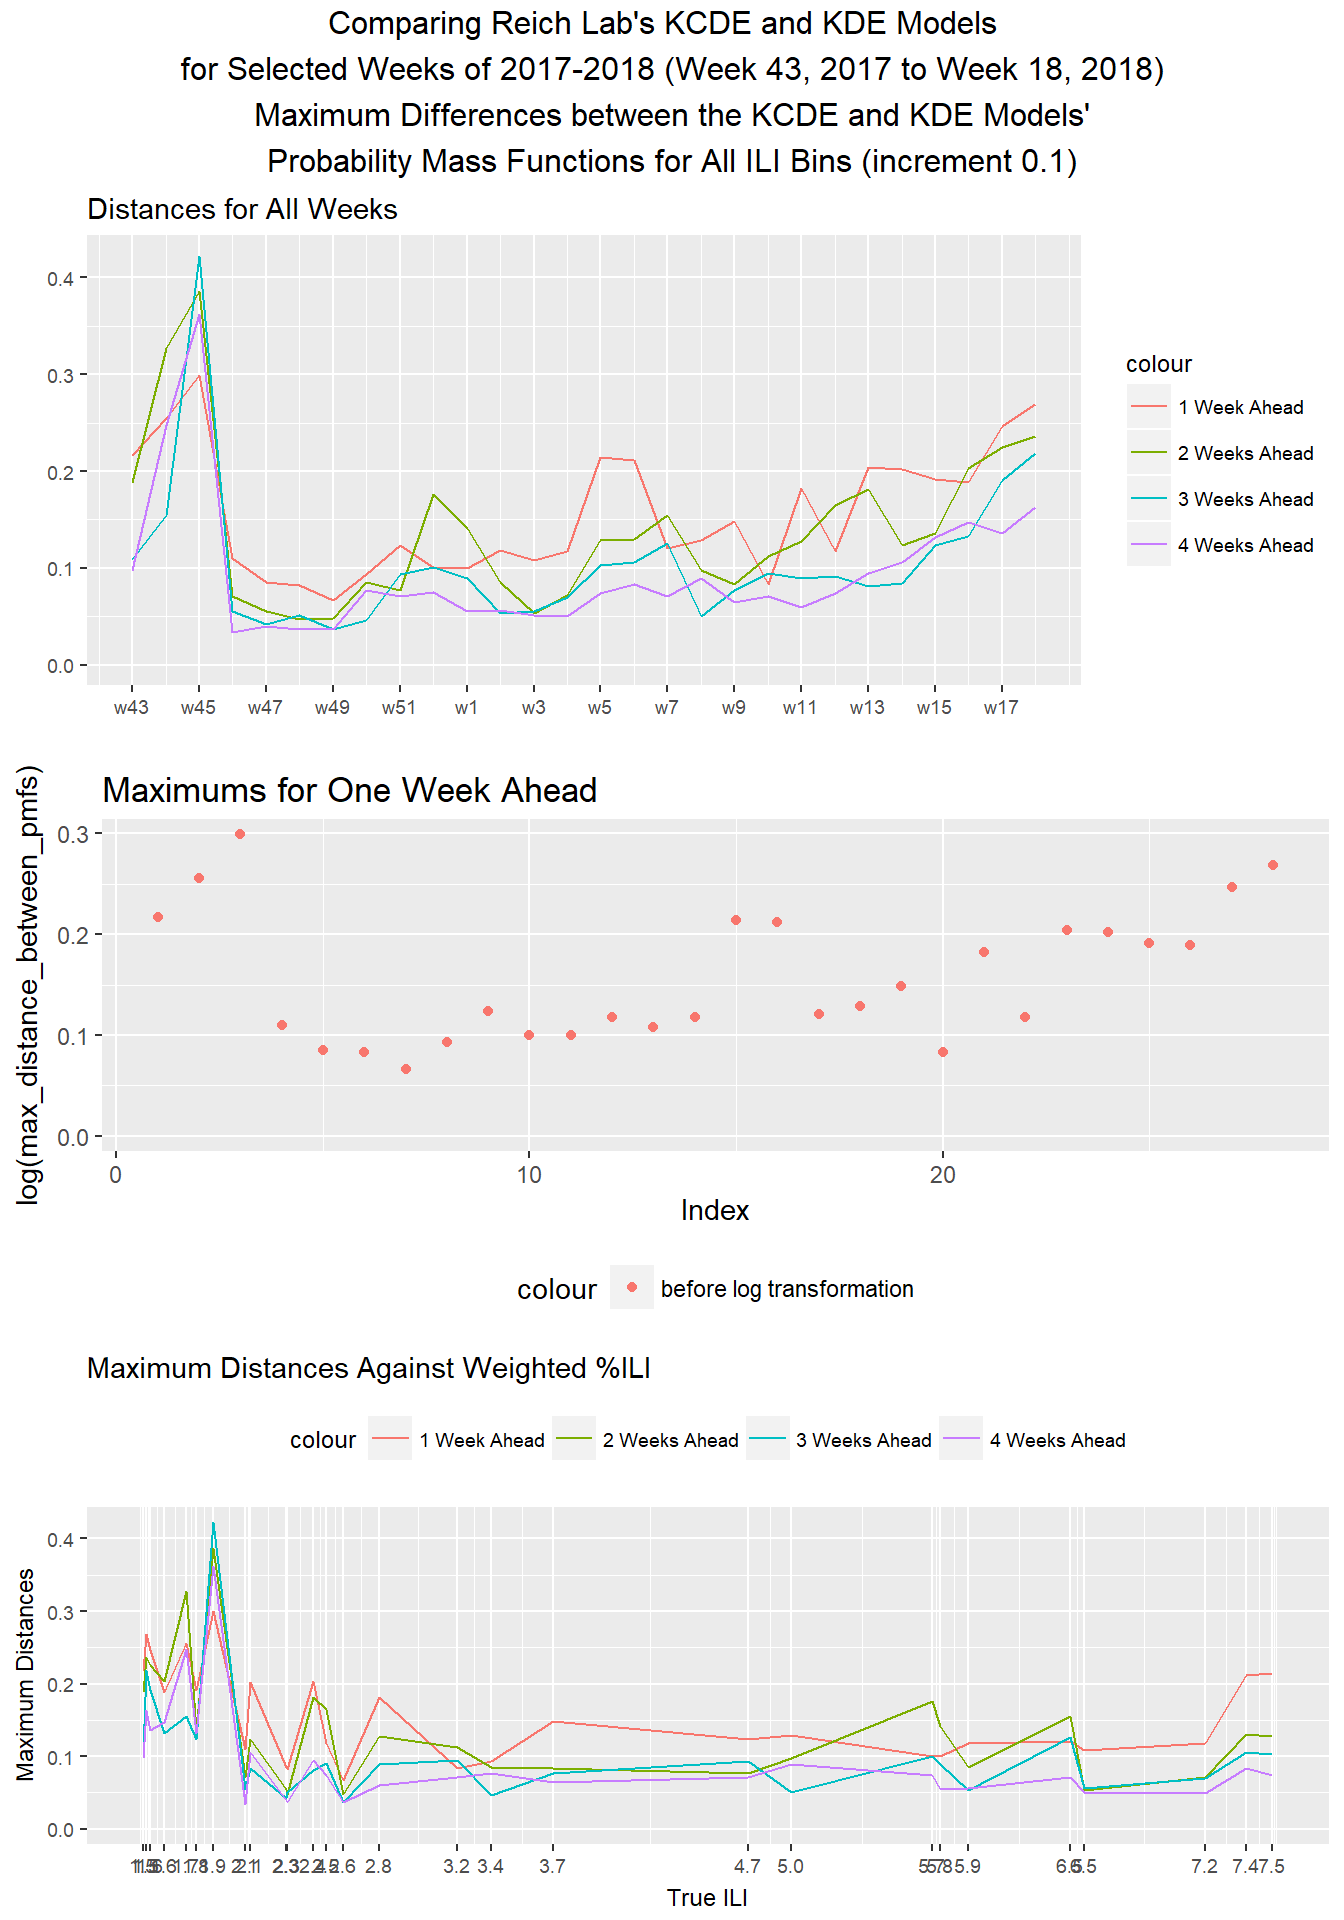 Comparing Reich Lab's KCDE and KDE Models
for Selected Weeks of 2017-2018 (Week 43, 2017 to Week 18, 2018)
Maximum Differences between the KCDE and KDE Models'
Probability Mass Functions for All ILI Bins (increment 0.1)
Distances for All Weeks
0.4
0.3
0.2
0.1
0.0
w43 w45 w47 w49 w51 w1 w3 w5 w7 w9 w11 w13 w15 w17
colour
1 Week Ahead
2 Weeks Ahead
3 Weeks Ahead
4 Weeks Ahead
Maximums for One Week Ahead
log(max_distance_between_pmfs)
0.3
0.2
0.1
0.0
0 10 20
Index
colour before log transformation
Maximum Distances Against Weighted %ILI
colour 1 Week Ahead 2 Weeks Ahead 3 Weeks Ahead 4 Weeks Ahead
Maximum Distances
0.4
0.3
0.2
0.1
0.0
2.6 2.8 3.2 3.4 3.7 4.7 5.0 5.9 7.2 7.4 7.5
True ILI